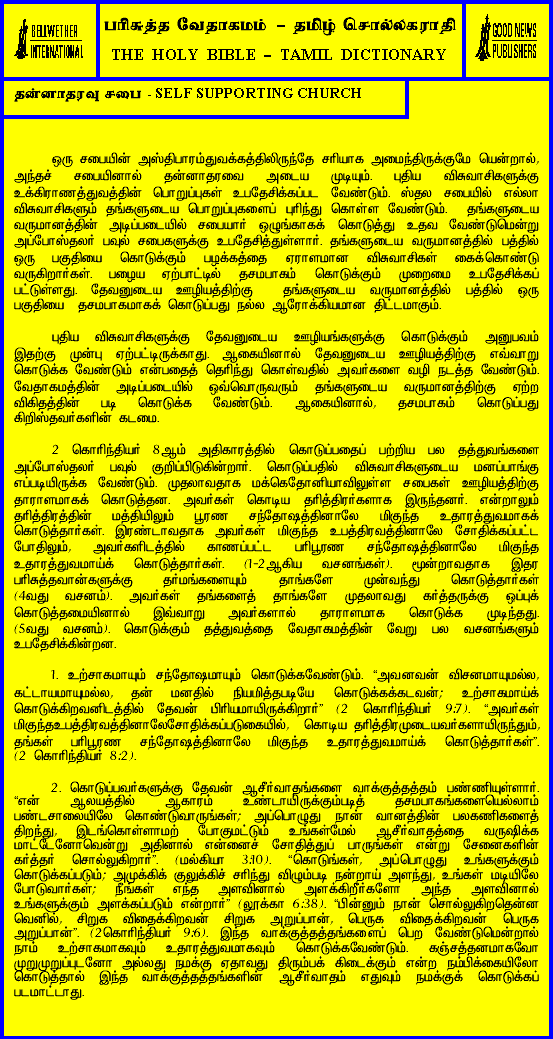 BELLWETHER
INTERNATIONAL
பரிசுத்த வேதாகமம் – தமிழ் சொல்லகராதி
THE HOLY BIBLE – TAMIL DICTIONARY
GOOD NEWS
PUBLISHERS
தன்னாதரவு சபை - SELF SUPPORTING CHURCH
ஒரு சபையின் அஸ்திபாரம்துவக்கத்திலிருந்தே சரியாக அமைந்திருக்குமே யென்றால்,
அந்தச் சபையினால் தன்னாதரவை அடைய முடியும். புதிய விசுவாசிகளுக்கு
உக்கிராணத்துவத்தின் பொறுப்புகள் உபதேசிக்கப்பட வேண்டும். ஸ்தல சபையில் எல்லா
விசுவாசிகளும் தங்களுடைய பொறுப்புகளைப் புரிந்து கொள்ள வேண்டும். தங்களுடைய
வருமானத்தின் அடிப்படையில் சபையார் ஒழுங்காகக் கொடுத்து உதவ வேண்டுமென்று
அப்போஸ்தலர் பவுல் சபைகளுக்கு உபதேசித்துள்ளார். தங்களுடைய வருமானத்தில் பத்தில்
ஒரு பகுதியை கொடுக்கும் பழக்கத்தை ஏராளமான விசுவாசிகள் கைக்கொண்டு
வருகிறார்கள். பழைய ஏற்பாட்டில் தசமபாகம் கொடுக்கும் முறைமை உபதேசிக்கப்
பட்டுள்ளது. தேவனுடைய ஊழியத்திற்கு தங்களுடைய வருமானத்தில் பத்தில் ஒரு
பகுதியை தசமபாகமாகக் கொடுப்பது நல்ல ஆரோக்கியமான திட்டமாகும்.
புதிய விசுவாசிகளுக்கு தேவனுடைய ஊழியங்களுக்கு கொடுக்கும் அனுபவம்
இதற்கு முன்பு ஏற்பட்டிருக்காது. ஆகையினால் தேவனுடைய ஊழியத்திற்கு எவ்வாறு
கொடுக்க வேண்டும் என்பதைத் தெரிந்து கொள்வதில் அவர்களை வழி நடத்த வேண்டும்.
வேதாகமத்தின் அடிப்படையில் ஒவ்வொருவரும் தங்களுடைய வருமானத்திற்கு ஏற்ற
விகிதத்தின் படி கொடுக்க வேண்டும். ஆகையினால், தசமபாகம் கொடுப்பது
கிறிஸ்தவர்களின் கடமை.
2 கொரிந்தியர் 8ஆம் அதிகாரத்தில் கொடுப்பதைப் பற்றிய பல தத்துவங்களை
அப்போஸ்தலர் பவுல் குறிப்பிடுகின்றார். கொடுப்பதில் விசுவாசிகளுடைய மனப்பாங்கு
எப்படியிருக்க வேண்டும். முதலாவதாக மக்கெதோனியாவிலுள்ள சபைகள் ஊழியத்திற்கு
தாராளமாகக் கொடுத்தன. அவர்கள் கொடிய தரித்திரர்களாக இருந்தனர். என்றாலும்
தரித்திரத்தின் மத்தியிலும் பூரண சந்தோஷத்தினாலே மிகுந்த உதாரத்துவமாகக்
கொடுத்தார்கள். இரண்டாவதாக அவர்கள் மிகுந்த உபத்திரவத்தினாலே சோதிக்கப்பட்ட
போதிலும், அவர்களிடத்தில் காணப்பட்ட பரிபூரண சந்தோஷத்தினாலே மிகுந்த
உதாரத்துவமாய்க் கொடுத்தார்கள். (1-2ஆகிய வசனங்கள்). மூன்றாவதாக இதர
பரிசுத்தவான்களுக்கு தர்மங்களையும் தாங்களே முன்வந்து கொடுத்தார்கள்
(4வது வசனம்). அவர்கள் தங்களைத் தாங்களே முதலாவது கர்த்தருக்கு ஒப்புக்
கொடுத்தமையினால் இவ்வாறு அவர்களால் தாராளமாக கொடுக்க முடிந்தது.
(5வது வசனம்). கொடுக்கும் தத்துவத்தை வேதாகமத்தின் வேறு பல வசனங்களும்
உபதேசிக்கின்றன.
1. உற்சாகமாயும் சந்தோஷமாயும் கொடுக்கவேண்டும். "அவனவன் விசனமாயுமல்ல,
கட்டாயமாயுமல்ல, தன் மனதில் நியமித்தபடியே கொடுக்கக்கடவன்; உற்சாகமாய்க்
கொடுக்கிறவனிடத்தில் தேவன் பிரியமாயிருக்கிறார்" (2 கொரிந்தியர் 9:7). "அவர்கள்
மிகுந்தஉபத்திரவத்தினாலேசோதிக்கப்படுகையில், கொடிய தரித்திரமுடையவர்களாயிருந்தும்,
தங்கள் பரிபூரண சந்தோஷத்தினாலே மிகுந்த உதாரத்துவமாய்க் கொடுத்தார்கள்".
(2 கொரிந்தியர் 8:2).
2. கொடுப்பவர்களுக்கு தேவன் ஆசீர்வாதங்களை வாக்குத்தத்தம் பண்ணியுள்ளார்.
"என் ஆலயத்தில் ஆகாரம் உண்டாயிருக்கும்படித் தசமபாகங்களையெல்லாம்
பண்டசாலையிலே கொண்டுவாருங்கள்; அப்பொழுது நான் வானத்தின் பலகணிகளைத்
திறந்து, இடங்கொள்ளாமற் போகுமட்டும் உங்கள்மேல் ஆசீர்வாதத்தை வருஷிக்க
மாட்டேனோவென்று அதினால் என்னைச் சோதித்துப் பாருங்கள் என்று சேனைகளின்
கர்த்தர் சொல்லுகிறார்". (மல்கியா 3:10). "கொடுங்கள், அப்பொழுது உங்களுக்கும்
கொடுக்கப்படும்; அமுக்கிக் குலுக்கிச் சரிந்து விழும்படி நன்றாய் அளந்து, உங்கள் மடியிலே
போடுவார்கள்; நீங்கள் எந்த அளவினால் அளக்கிறீர்களோ அந்த அளவினால்
உங்களுக்கும் அளக்கப்படும் என்றார்" (லூக்கா 6:38). "பின்னும் நான் சொல்லுகிறதென்ன
வெனில், சிறுக விதைக்கிறவன் சிறுக அறுப்பான், பெருக விதைக்கிறவன் பெருக
அறுப்பான்". (2கொரிந்தியர் 9:6). இந்த வாக்குத்தத்தங்களைப் பெற வேண்டுமென்றால்
நாம் உற்சாகமாகவும் உதாரத்துவமாகவும் கொடுக்கவேண்டும். கஞ்சத்தனமாகவோ
முறுமுறுப்புடனோ அல்லது நமக்கு ஏதாவது திரும்பக் கிடைக்கும் என்ற நம்பிக்கையிலோ
கொடுத்தால் இந்த வாக்குத்தத்தங்களின் ஆசீர்வாதம் எதுவும் நமக்குக் கொடுக்கப்
படமாட்டாது.